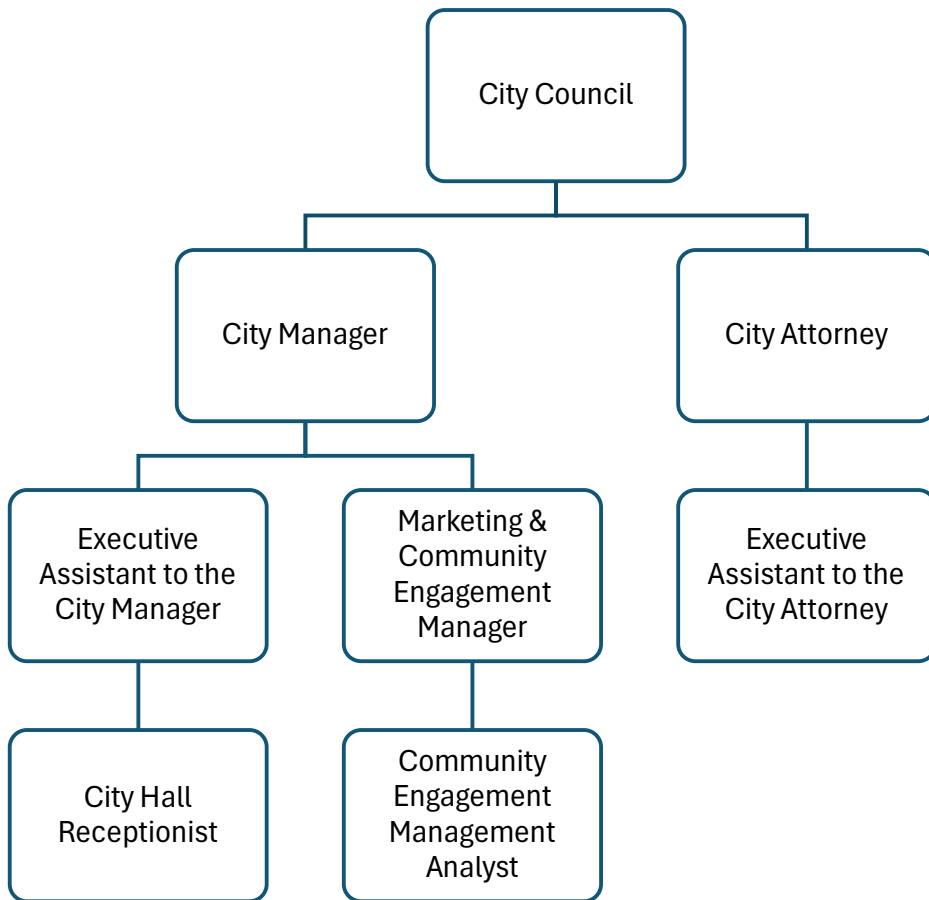 City Council
City Manager
City Attorney
Executive
Assistant to the
City Manager
Marketing &
Community
Engagement
Manager
Executive
Assistant to the
City Attorney
City Hall
Receptionist
Community
Engagement
Management
Analyst